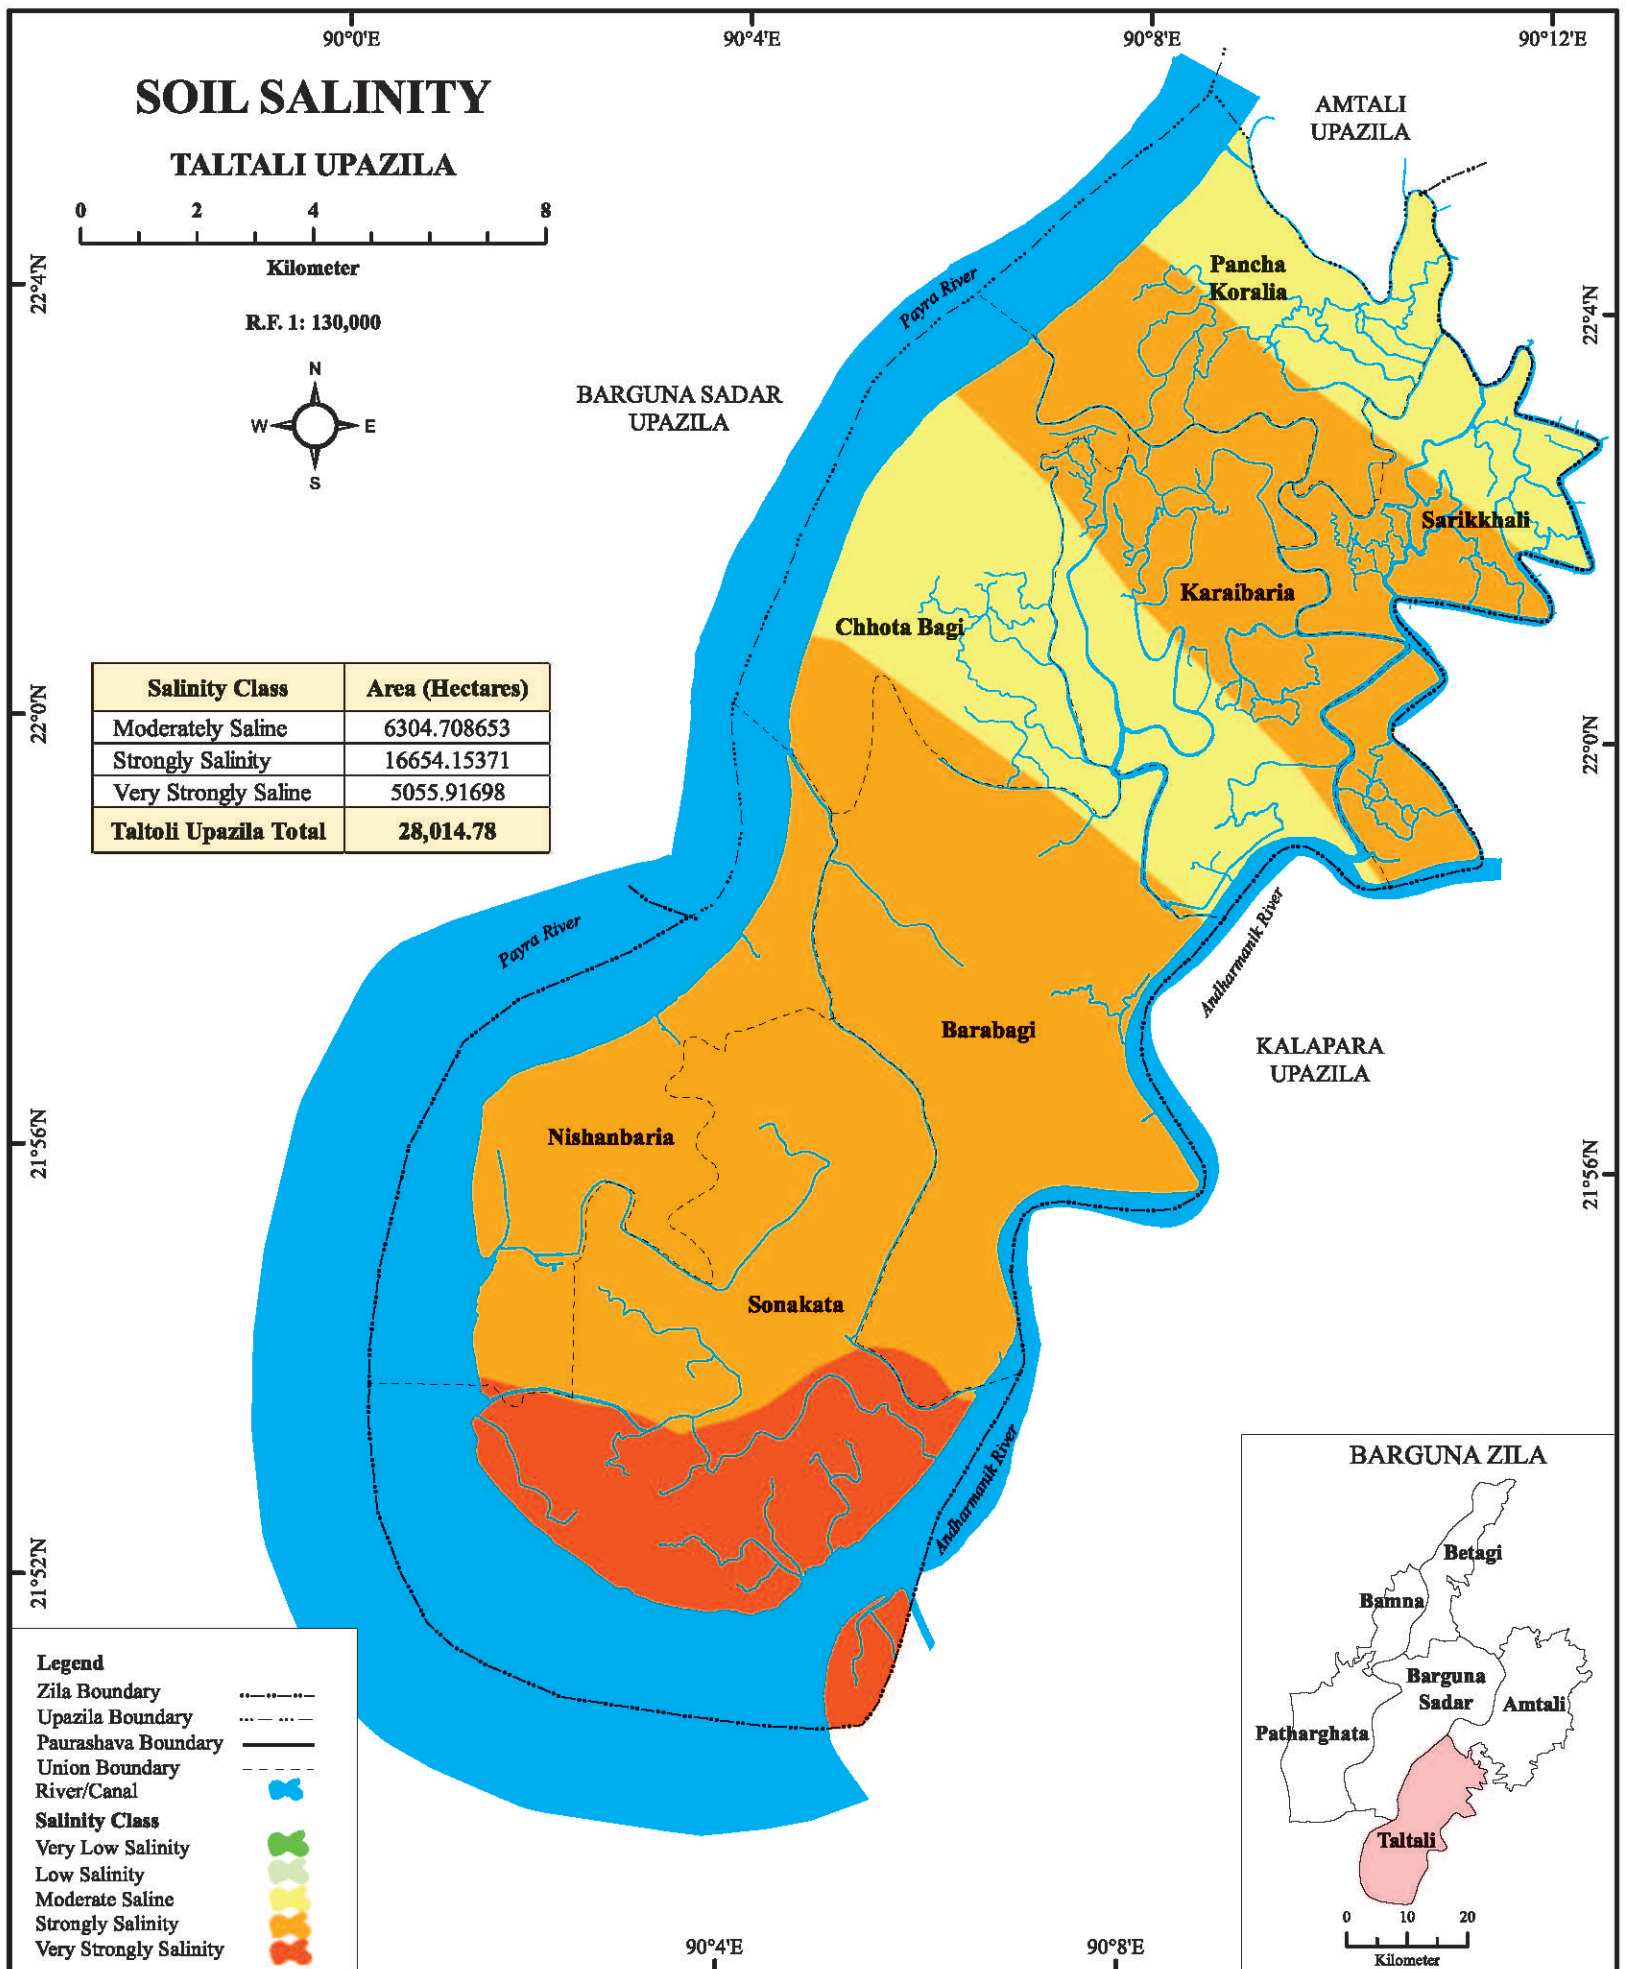 90°0'E
90°4'E
90°8'E
90°12'E
SOIL SALINITY
TALTALI UPAZILA
0 2 4 8
Kilometer
R.F. 1: 130,000
N
W E
S
22°4'N
22°0'N
21°56'N
21°52'N
22°4'N
22°0'N
21°56'N
AMTALI
UPAZILA
BARGUNA SADAR
UPAZILA
KALAPARA
UPAZILA
Payra River
Pancha
Koralia
Sarikkhali
Karaibaria
Chhota Bagi
Salinity Class Area (Hectares)
Moderately Saline 6304.708653
Strongly Salinity 16654.15371
Very Strongly Saline 5055.91698
Taltoli Upazila Total 28,014.78
Payra River
Andharmanik River
Barabagi
Nishanbaria
Sonakata
Andharmanik River
Legend
Zila Boundary
Upazila Boundary
Paurashava Boundary
Union Boundary
River/Canal
Salinity Class
Very Low Salinity
Low Salinity
Moderate Saline
Strongly Salinity
Very Strongly Salinity
BARGUNA ZILA
Betagi
Bamna
Barguna
Sadar
Amtali
Patharghata
Taltali
0 10 20
Kilometer
90°4'E
90°8'E